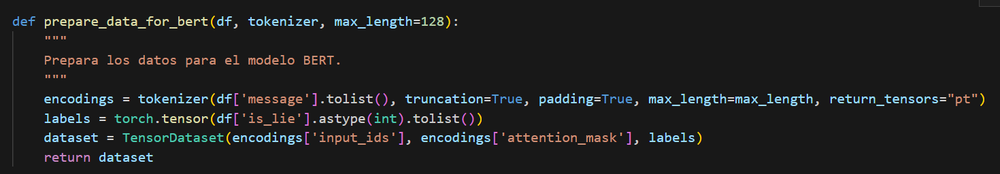 def prepare_data_for_bert(df, tokenizer, max_length=128):
    """
    Prepara los datos para el modelo BERT.
    """
    encodings = tokenizer(df['message'].tolist(), truncation=True, padding=True, max_length=max_length, return_tensors="pt")
    labels = torch.tensor(df['is_lie'].astype(int).tolist())
    dataset = TensorDataset(encodings['input_ids'], encodings['attention_mask'], labels)
    return dataset